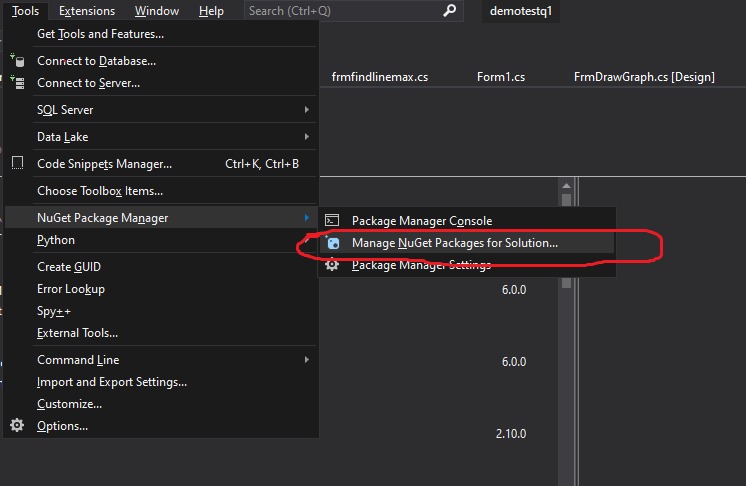 Tools Extensions Window Help Search (Ctrl+Q) demotestq1
Get Tools and Features...
Connect to Database...
Connect to Server...
frmfindlinemax.cs Form1.cs FrmDrawGraph.cs [Design]
SQL Server
Data Lake
Code Snippets Manager... Ctrl+K, Ctrl+B
Choose Toolbox Items...
NuGet Package Manager
Package Manager Console
Python
Manage NuGet Packages for Solution...
Create GUID
Package Manager Settings
Error Lookup
6.0.0
Spy++
External Tools...
Command Line
6.0.0
Import and Export Settings...
Customize...
Options...
2.10.0